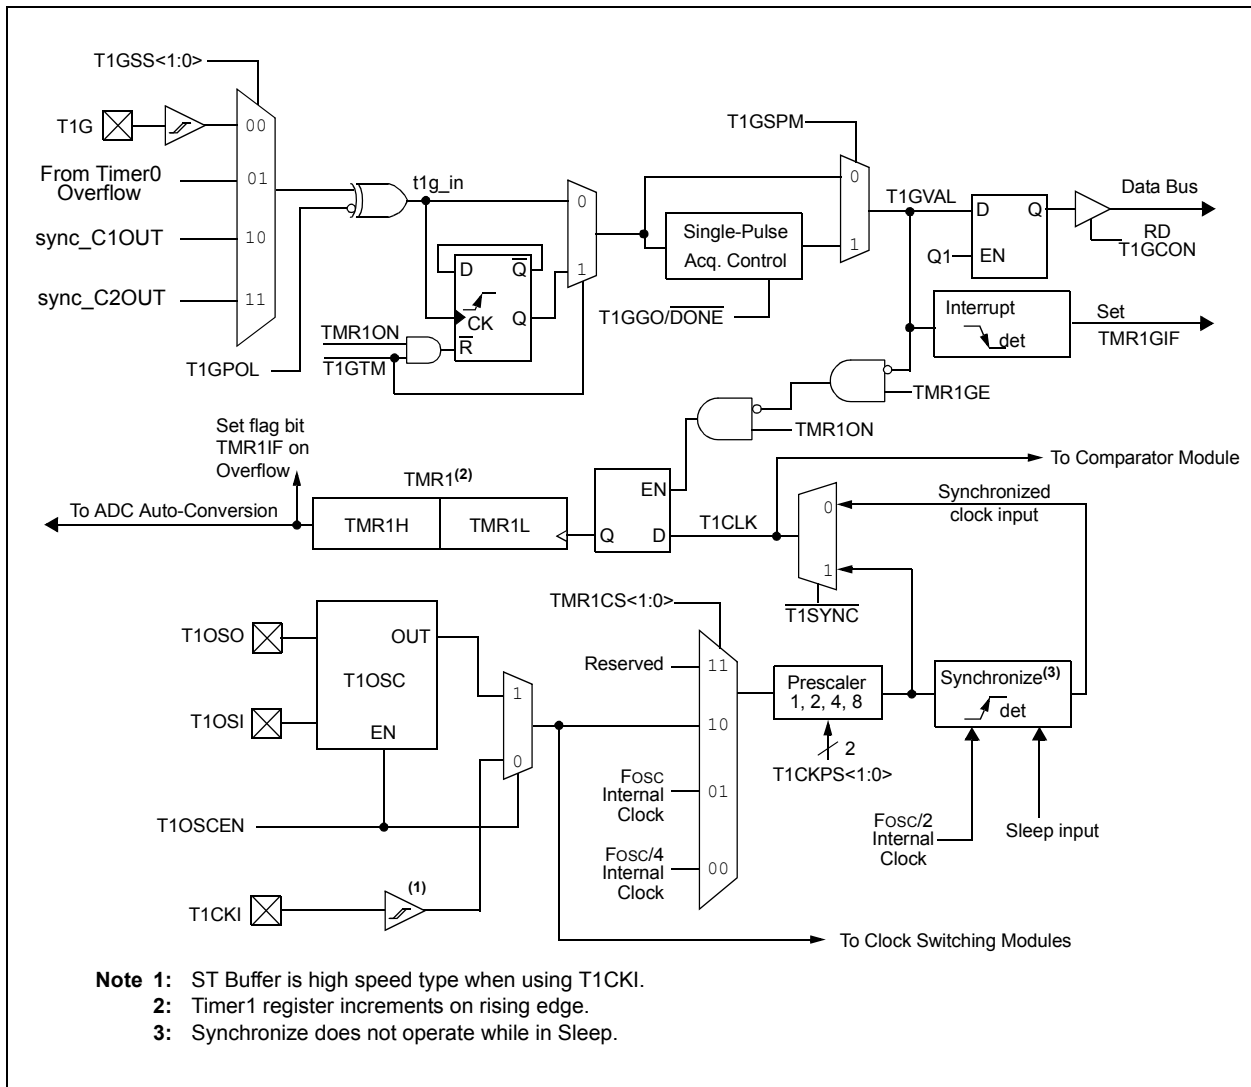 T1GSS<1:0>
T1G
00
From Timer0
Overflow
01
sync_C1OUT
10
sync_C2OUT
11
T1GPOL
t1g_in
D
Q̅
CK
Q
R̅
TMR1ON
T1GTM
0
1
T1GSPM
0
1
Single-Pulse
Acq. Control
T1GGO/D̅O̅N̅E̅
T1GVAL
D
Q
Q1
EN
Data Bus
RD
T1GCON
Interrupt
det
Set
TMR1GIF
TMR1GE
TMR1ON
Set flag bit
TMR1IF on
Overflow
To ADC Auto-Conversion
TMR1(2)
TMR1H
TMR1L
EN
Q
D
T1CLK
To Comparator Module
Synchronized
clock input
0
1
T̅1̅S̅Y̅N̅C̅
T1OSO
T1OSI
OUT
T1OSC
EN
1
0
T1OSCEN
T1CKI
(1)
TMR1CS<1:0>
Reserved
11
10
FOSC
Internal
Clock
01
FOSC/4
Internal
Clock
00
Prescaler
1, 2, 4, 8
2
T1CKPS<1:0>
Synchronize(3)
det
FOSC/2
Internal
Clock
Sleep input
To Clock Switching Modules
Note 1: ST Buffer is high speed type when using T1CKI.
2: Timer1 register increments on rising edge.
3: Synchronize does not operate while in Sleep.